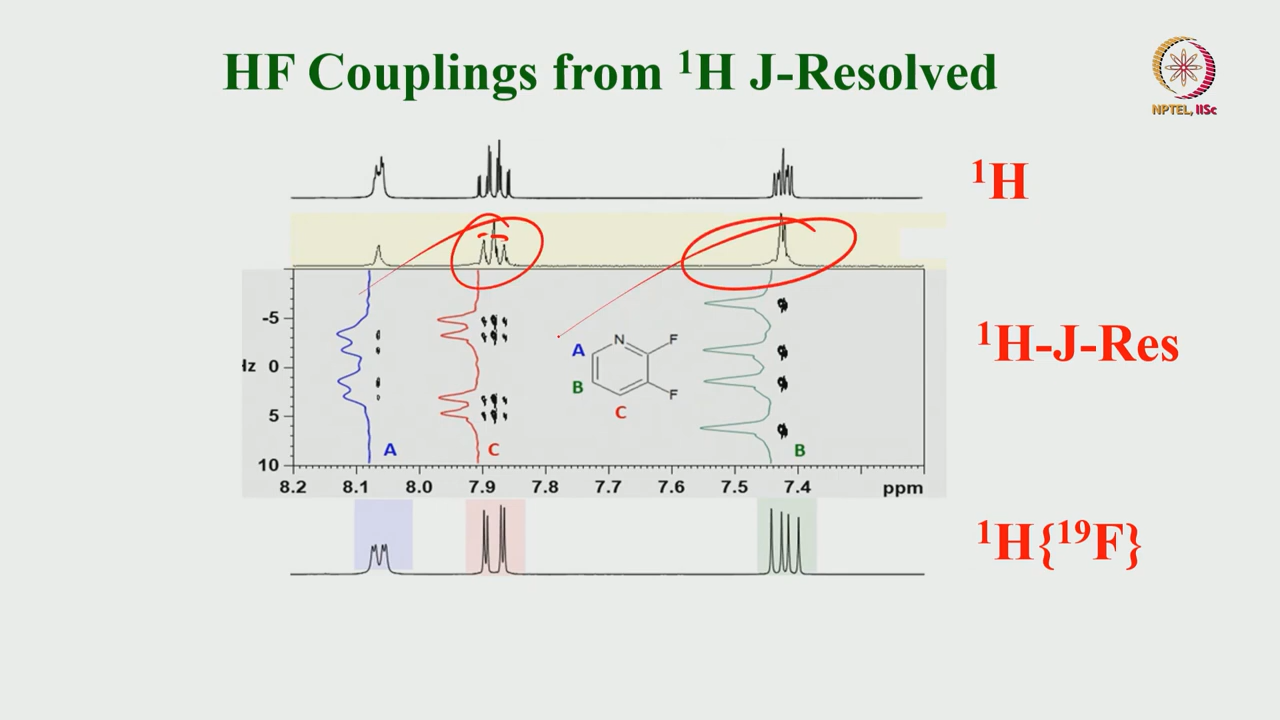 HF Couplings from ¹H J-Resolved
NPTEL, IISc
¹H
-5
Hz 0
5
10
N
F
F
A
B
C
A
C
B
¹H-J-Res
8.2 8.1 8.0 7.9 7.8 7.7 7.6 7.5 7.4 ppm
¹H{¹⁹F}